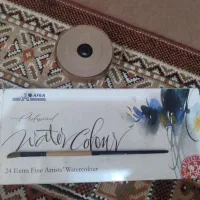 Professional
Water Colour
24 Extra Fine Artists' Watercolour